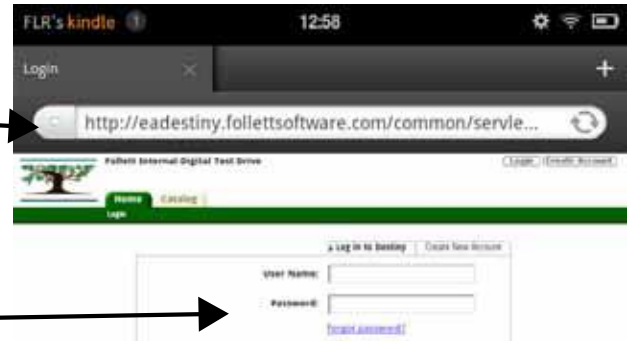 FLR's kindle 1 12:58
Login × +
http://eadestiny.follettsoftware.com/common/servle...
Follett Internal Digital Test Drive Login Create Account
Home Catalog
Login
Log In to Destiny Create New Account
User Name:
Password:
Forgot password?